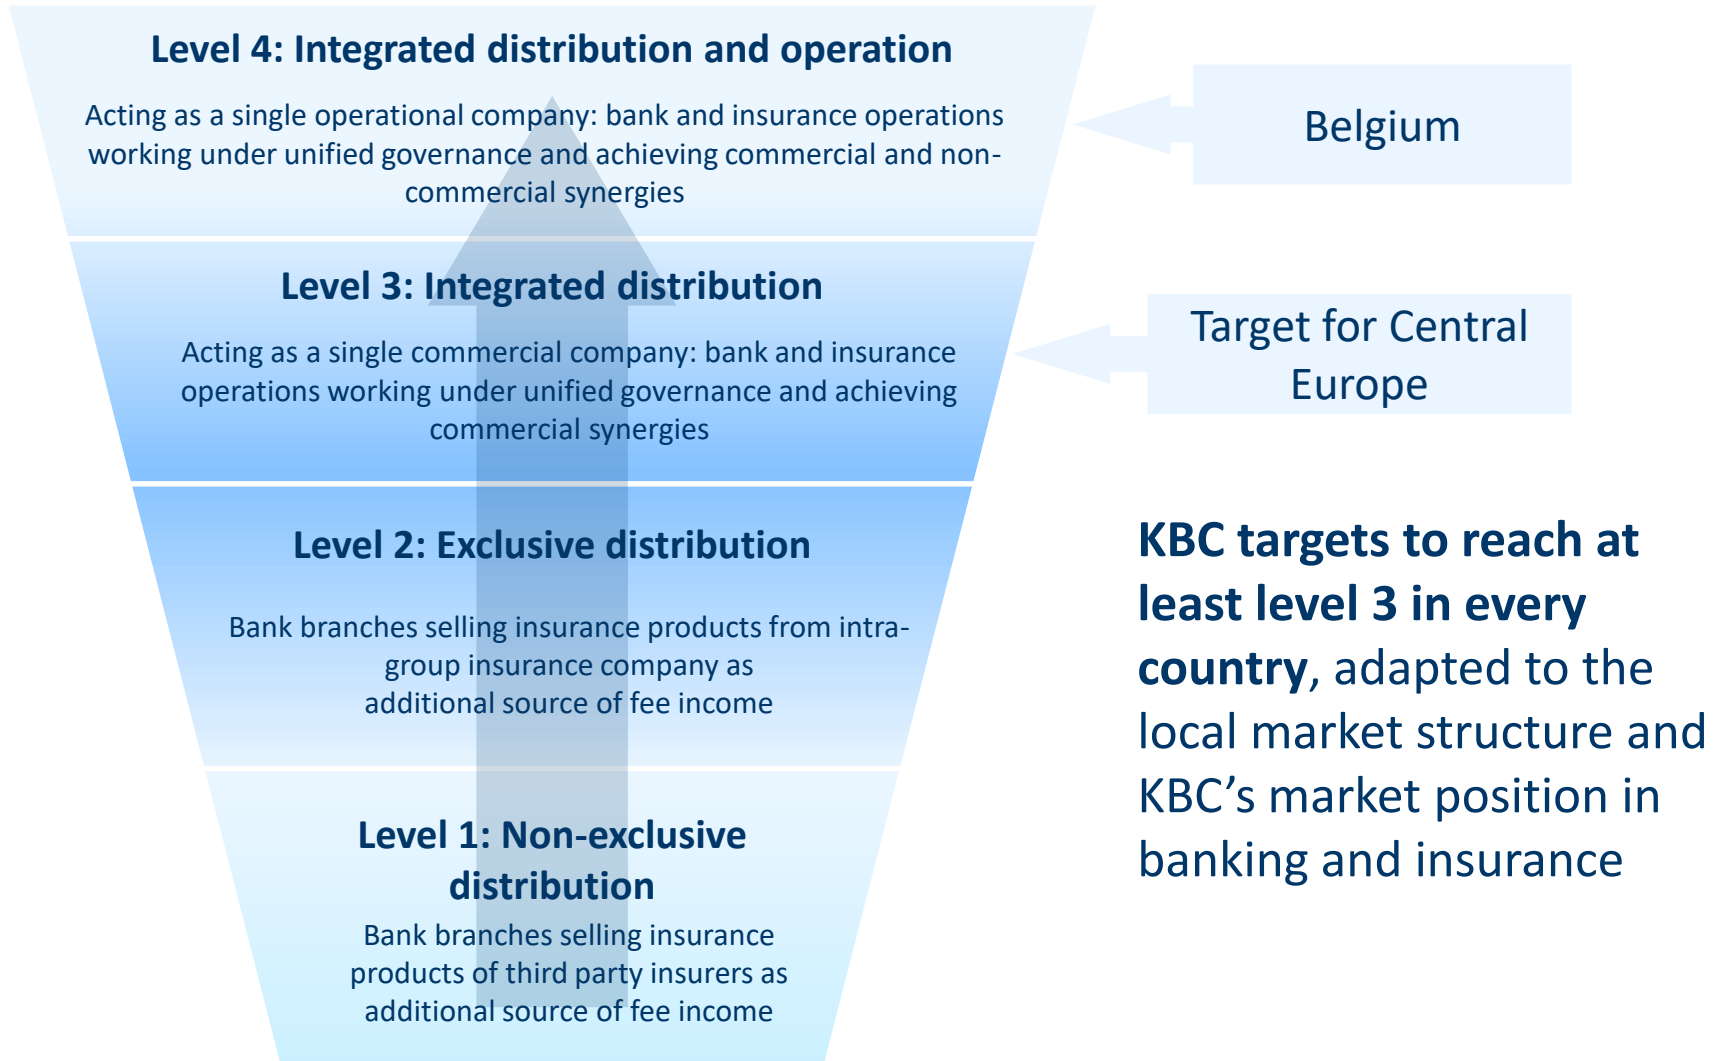 Level 4: Integrated distribution and operation
Acting as a single operational company: bank and insurance operations
working under unified governance and achieving commercial and non-
commercial synergies
Belgium
Level 3: Integrated distribution
Acting as a single commercial company: bank and insurance
operations working under unified governance and achieving
commercial synergies
Target for Central
Europe
Level 2: Exclusive distribution
Bank branches selling insurance products from intra-
group insurance company as
additional source of fee income
Level 1: Non-exclusive
distribution
Bank branches selling insurance
products of third party insurers as
additional source of fee income
KBC targets to reach at
least level 3 in every
country, adapted to the
local market structure and
KBC’s market position in
banking and insurance